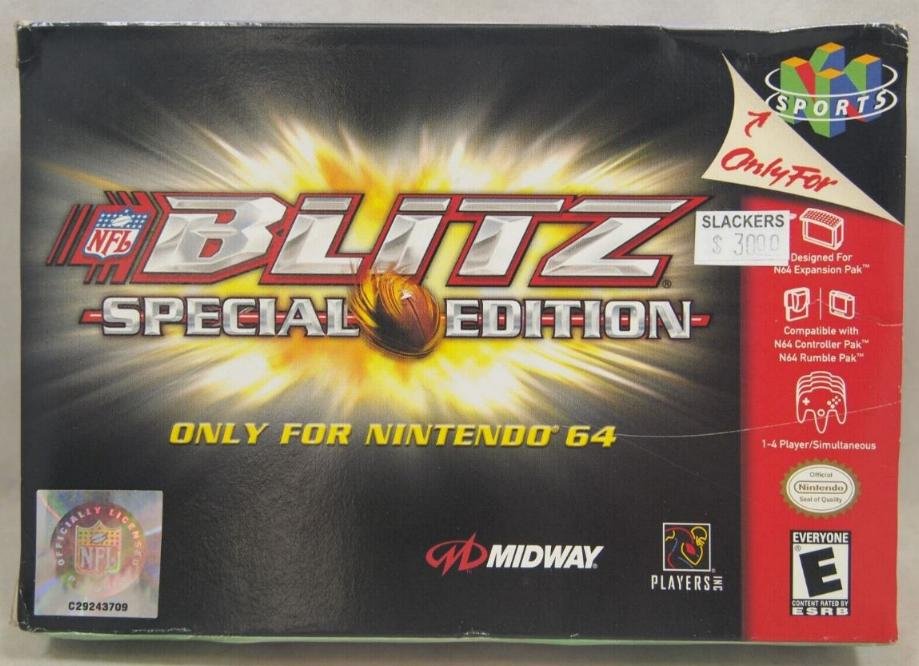 SPORTS
Only For
NFL
BLITZ®
SPECIAL EDITION
SLACKERS
$ 3000
Designed For
N64 Expansion Pak™
Compatible with
N64 Controller Pak™
N64 Rumble Pak™
ONLY FOR NINTENDO® 64
1-4 Player/Simultaneous
Official
Nintendo
Seal of Quality
OFFICIALLY LICENSED
NFL
C29243709
MIDWAY®
PLAYERS INC
EVERYONE
E
CONTENT RATED BY
ESRB